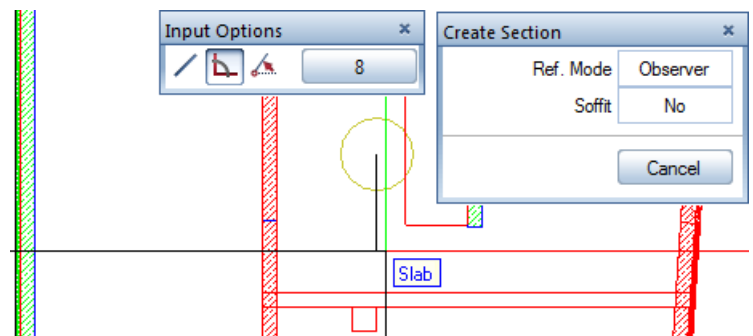 Input Options
8
Create Section
Ref. Mode Observer
Soffit No
Cancel
Slab